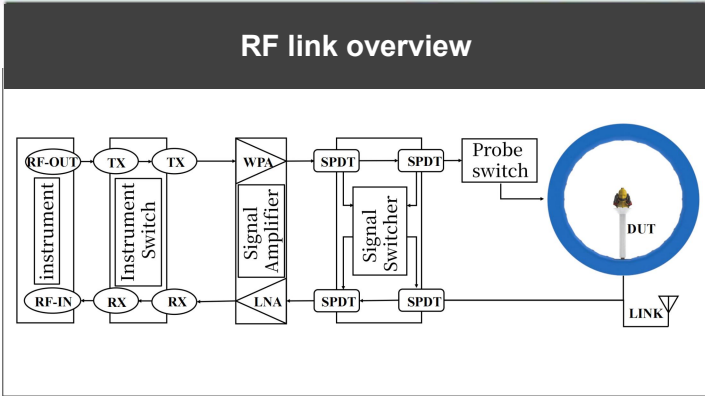 RF link overview
RF-OUT
TX
TX
WPA
SPDT
SPDT
Probe
switch
instrument
Instrument
Switch
Signal
Amplifier
Signal
Switcher
DUT
RF-IN
RX
RX
LNA
SPDT
SPDT
LINK